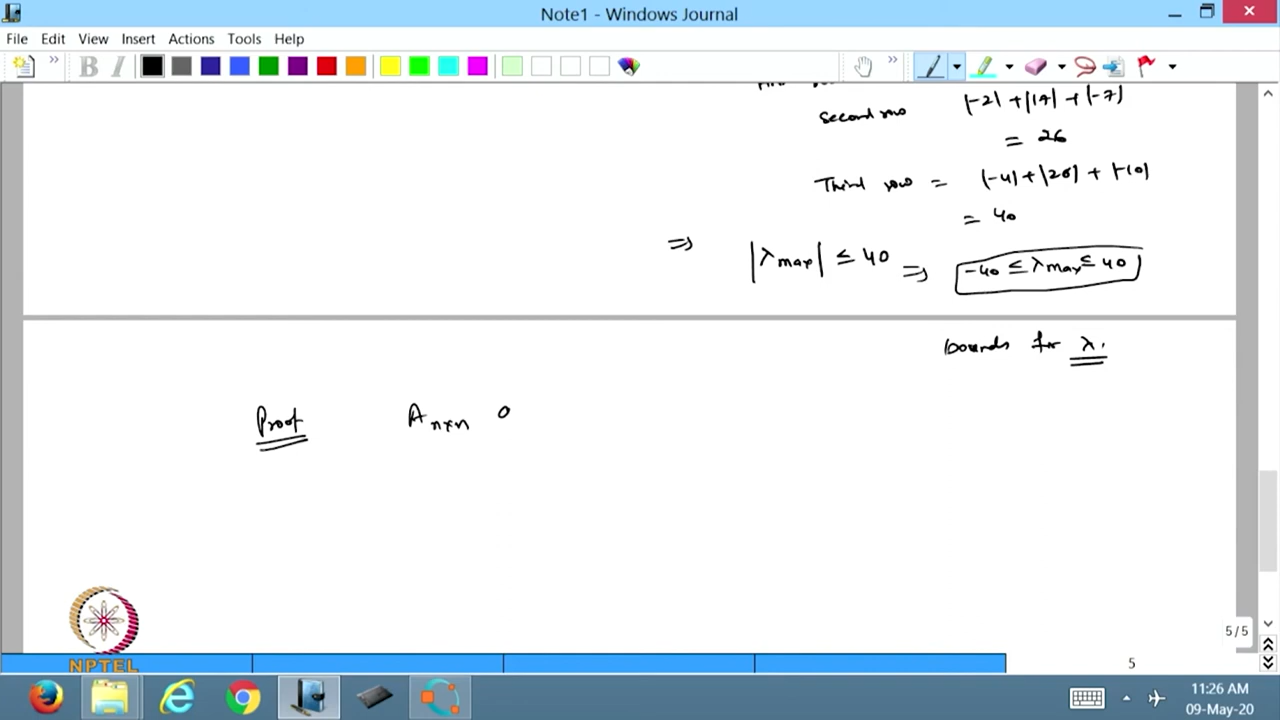 Note1 - Windows Journal
File Edit View Insert Actions Tools Help
B I
Second row |-2| + |17| + |-7|
= 26
Third row = |-4| + |26| + |-10|
= 40
⇒ |λmax| ≤ 40 ⇒ -40 ≤ λmax ≤ 40
bounds for λ.
Proof A n×n
5 / 5
NPTEL
5
11:26 AM
09-May-20